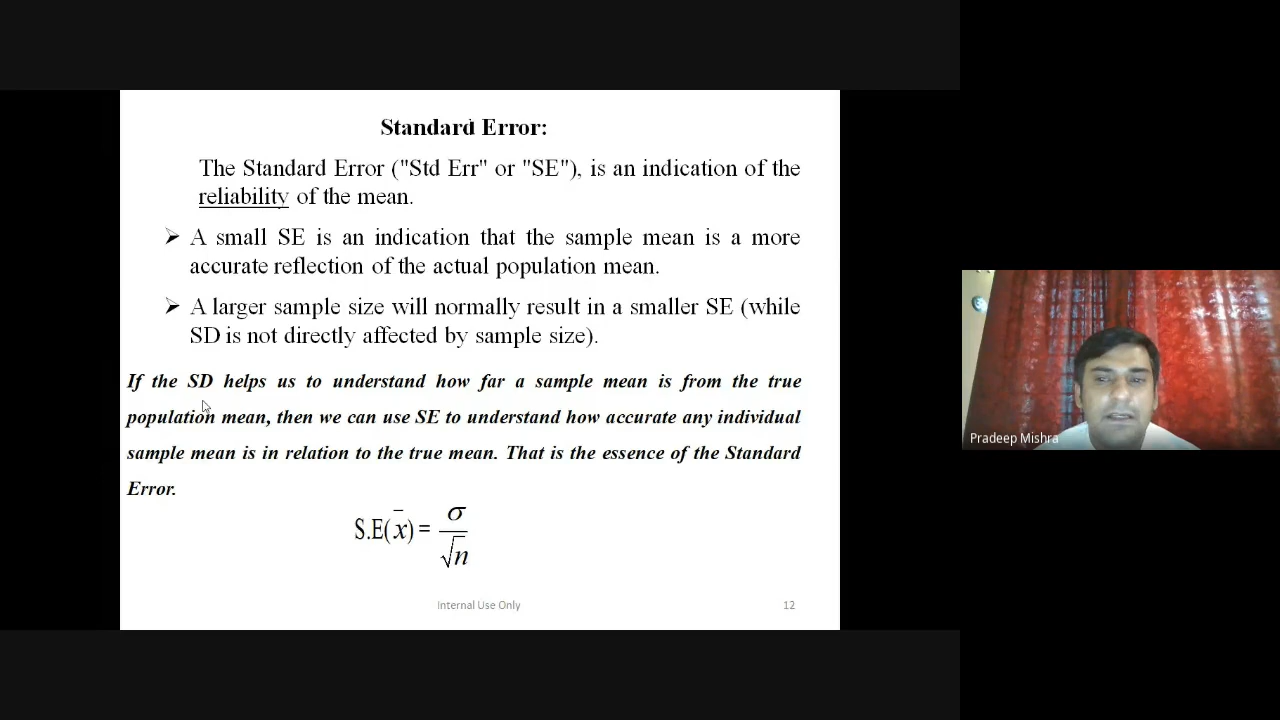 Standard Error:
The Standard Error ("Std Err" or "SE"), is an indication of the
reliability of the mean.
➢ A small SE is an indication that the sample mean is a more
accurate reflection of the actual population mean.
➢ A larger sample size will normally result in a smaller SE (while
SD is not directly affected by sample size).
If the SD helps us to understand how far a sample mean is from the true
population mean, then we can use SE to understand how accurate any individual
sample mean is in relation to the true mean. That is the essence of the Standard
Error.
S.E(x̄) = σ/√n
Internal Use Only 12
Pradeep Mishra